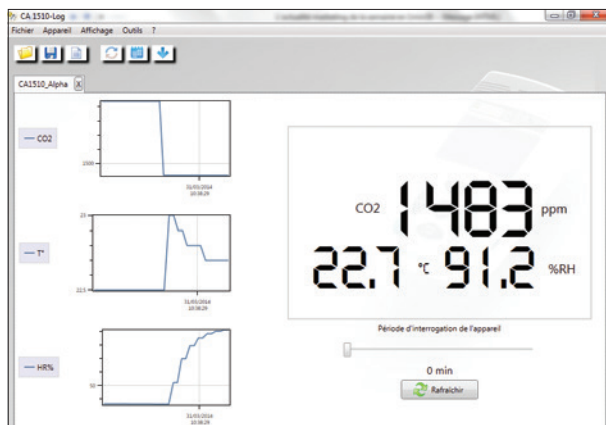 CA 1510-Log
Fichier Appareil Affichage Outils ?
CA1510_Alpha X
CO2
2500
31/03/2014
10:38:29
T°
23
22.5
31/03/2014
10:38:29
HR%
50
31/03/2014
10:38:29
CO2 1483 ppm
22.7 °C 91.2 %RH
Période d'interrogation de l'appareil
0 min
Rafraîchir